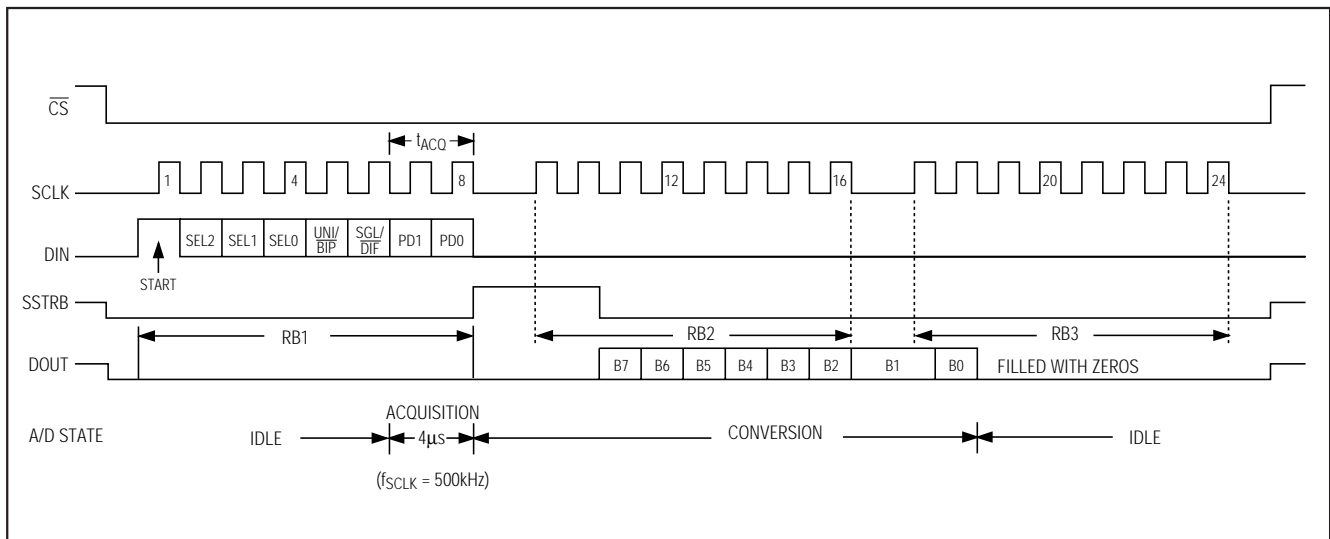 CS
tACQ
SCLK 1 4 8 12 16 20 24
DIN SEL2 SEL1 SEL0 UNI/BIP SGL/DIF PD1 PD0
START
SSTRB
RB1 RB2 RB3
DOUT B7 B6 B5 B4 B3 B2 B1 B0 FILLED WITH ZEROS
ACQUISITION
A/D STATE IDLE 4µs CONVERSION IDLE
(fSCLK = 500kHz)